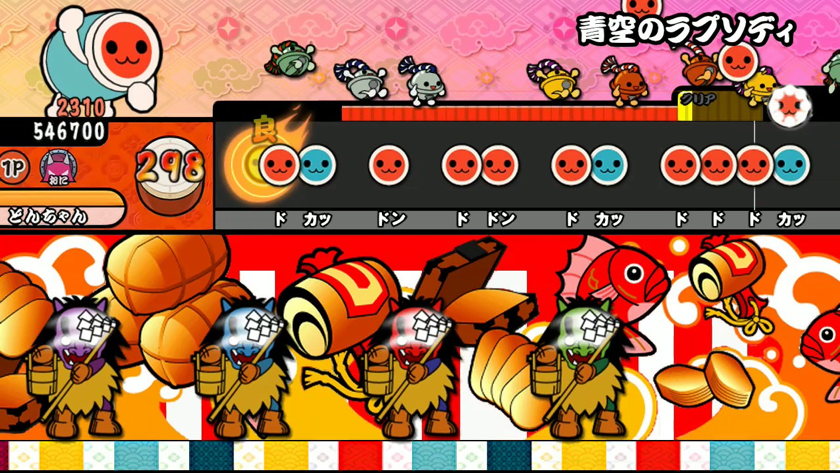 青空のラプソディ
2310
クリア
546700
良
1P
おに
298
どんちゃん
ド カッ ドン ド ドン ド カッ ド ド ド カッ